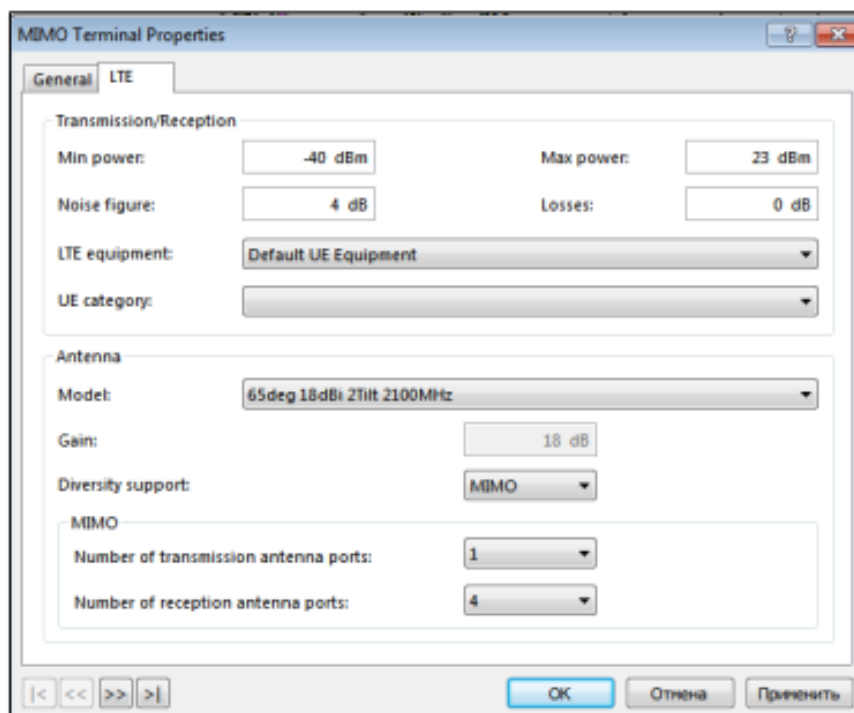 MIMO Terminal Properties
General LTE
Transmission/Reception
Min power: -40 dBm Max power: 23 dBm
Noise figure: 4 dB Losses: 0 dB
LTE equipment: Default UE Equipment
UE category:
Antenna
Model: 65deg 18dBi 2Tilt 2100MHz
Gain: 18 dB
Diversity support: MIMO
MIMO
Number of transmission antenna ports: 1
Number of reception antenna ports: 4
|< << >> >| OK Отмена Применить